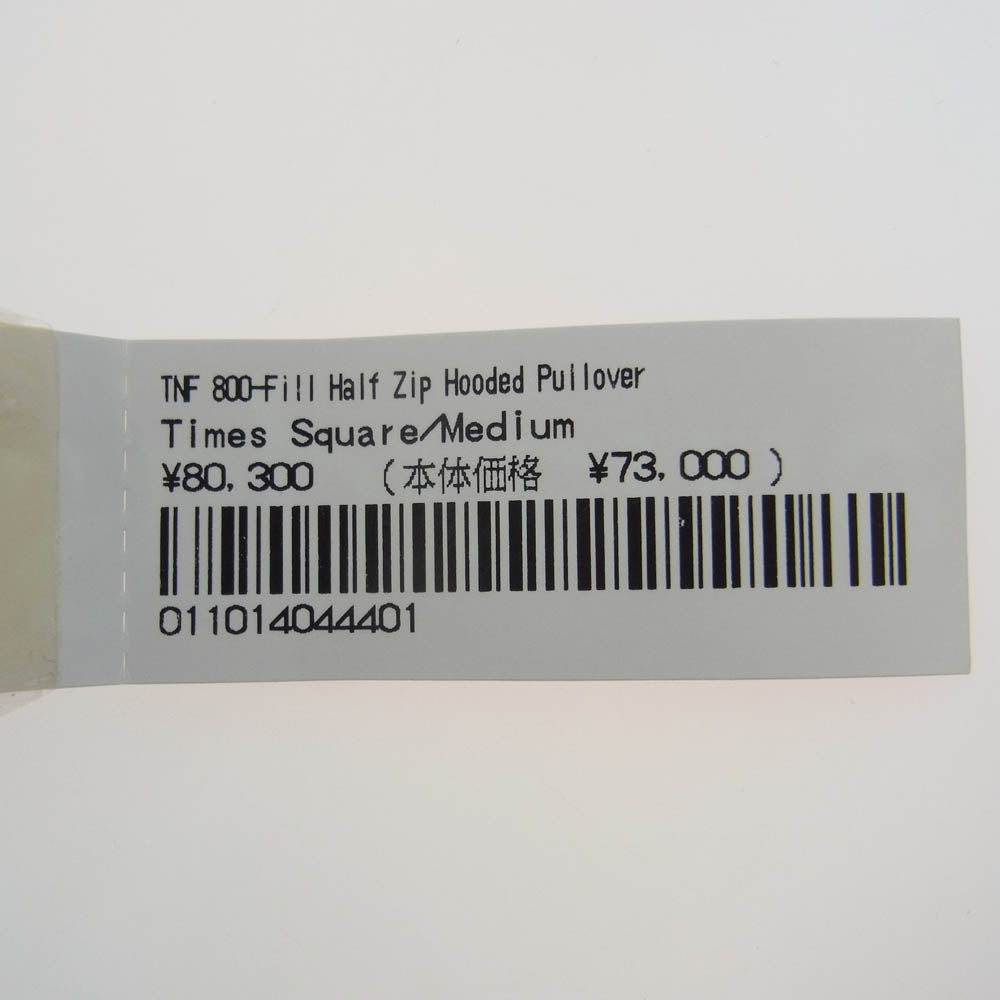 TNF 800-Fill Half Zip Hooded Pullover
Times Square/Medium
¥80,300 (本体価格 ¥73,000)
011014044401